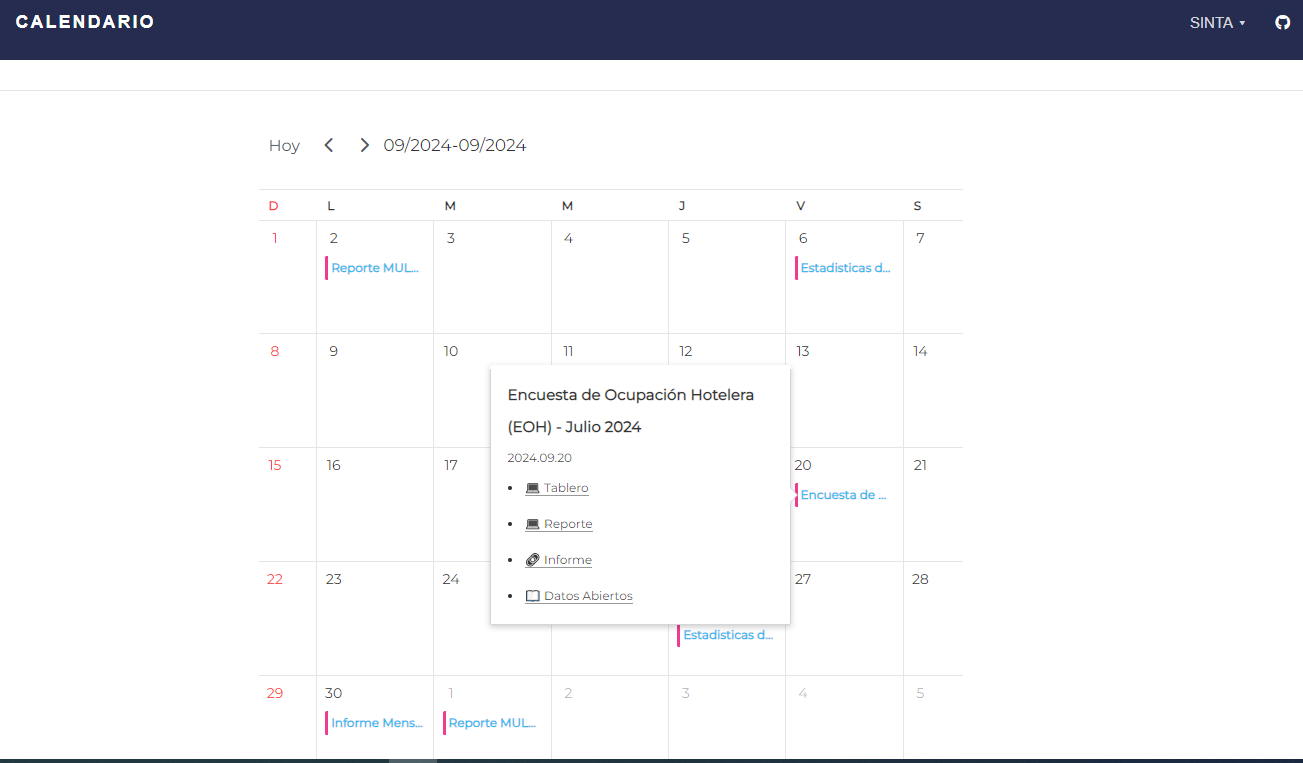 CALENDARIO
SINTA
Hoy 09/2024-09/2024
D L M M J V S
1 2 3 4 5 6 7
Reporte MUL... Estadisticas d...
8 9 10 11 12 13 14
Encuesta de Ocupación Hotelera
(EOH) - Julio 2024
2024.09.20
Tablero
Reporte
Informe
Datos Abiertos
15 16 17 20 21
Encuesta de ...
22 23 24 27 28
Estadisticas d...
29 30 1 2 3 4 5
Informe Mens... Reporte MUL...